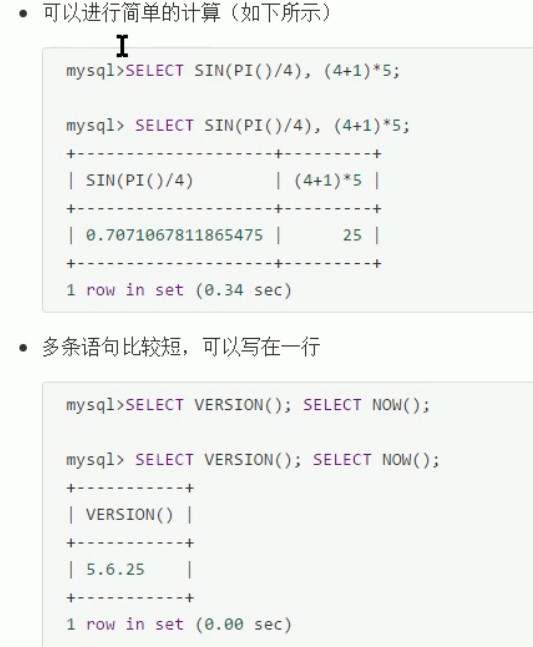 可以进行简单的计算（如下所示）
mysql>SELECT SIN(PI()/4), (4+1)*5;
mysql> SELECT SIN(PI()/4), (4+1)*5;
+--------------------+---------+
| SIN(PI()/4)        | (4+1)*5 |
+--------------------+---------+
| 0.7071067811865475 |      25 |
+--------------------+---------+
1 row in set (0.34 sec)
多条语句比较短，可以写在一行
mysql>SELECT VERSION(); SELECT NOW();
mysql> SELECT VERSION(); SELECT NOW();
+-----------+
| VERSION() |
+-----------+
| 5.6.25    |
+-----------+
1 row in set (0.00 sec)